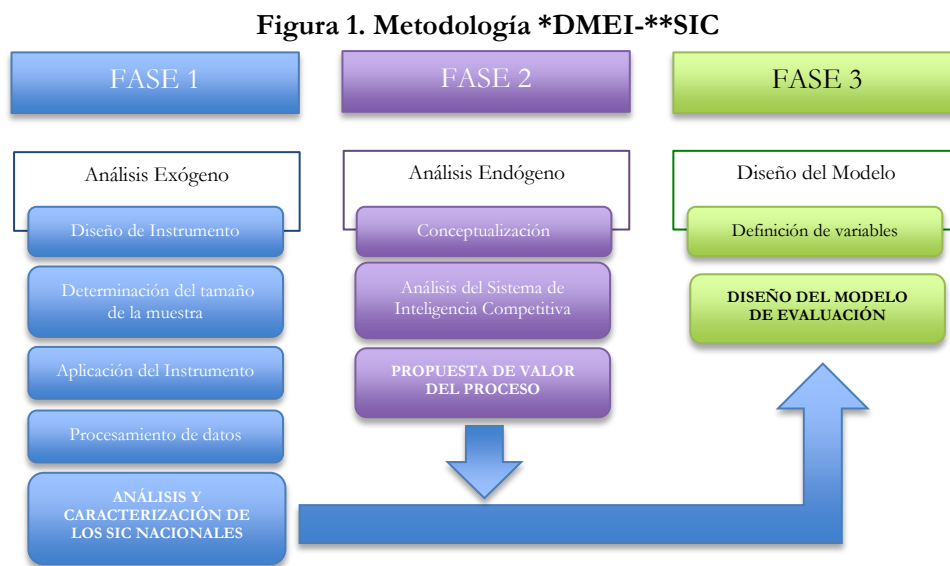 Figura 1. Metodología *DMEI-**SIC
FASE 1
Análisis Exógeno
Diseño de Instrumento
Determinación del tamaño
de la muestra
Aplicación del Instrumento
Procesamiento de datos
ANÁLISIS Y
CARACTERIZACIÓN DE
LOS SIC NACIONALES
FASE 2
Análisis Endógeno
Conceptualización
Análisis del Sistema de
Inteligencia Competitiva
PROPUESTA DE VALOR
DEL PROCESO
FASE 3
Diseño del Modelo
Definición de variables
DISEÑO DEL MODELO
DE EVALUACIÓN